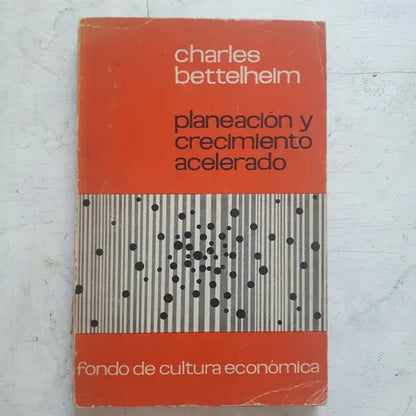 charles
bettelheim
planeación y
crecimiento
acelerado
fondo de cultura económica